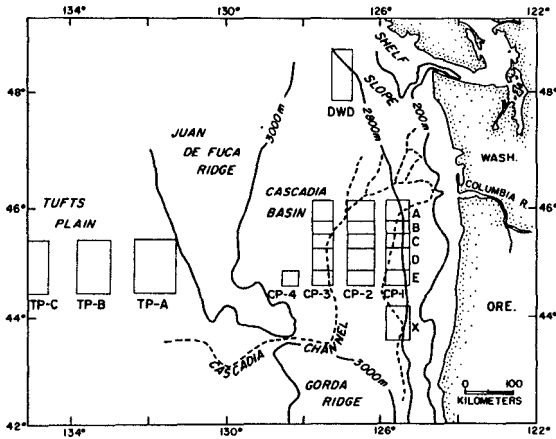 134° 130° 126° 122°
48° 48°
46° 46°
44° 44°
42° 42°
134° 130° 126° 122°
SHELF
SLOPE
DWD
3000m
2800m
200m
JUAN
DE FUCA
RIDGE
WASH.
COLUMBIA R.
CASCADIA
BASIN
TUFTS
PLAIN
A
B
C
D
E
X
TP-C TP-B TP-A
CP-4 CP-3 CP-2 CP-1
ORE.
CASCADIA CHANNEL
3000m
GORDA
RIDGE
0 100
KILOMETERS